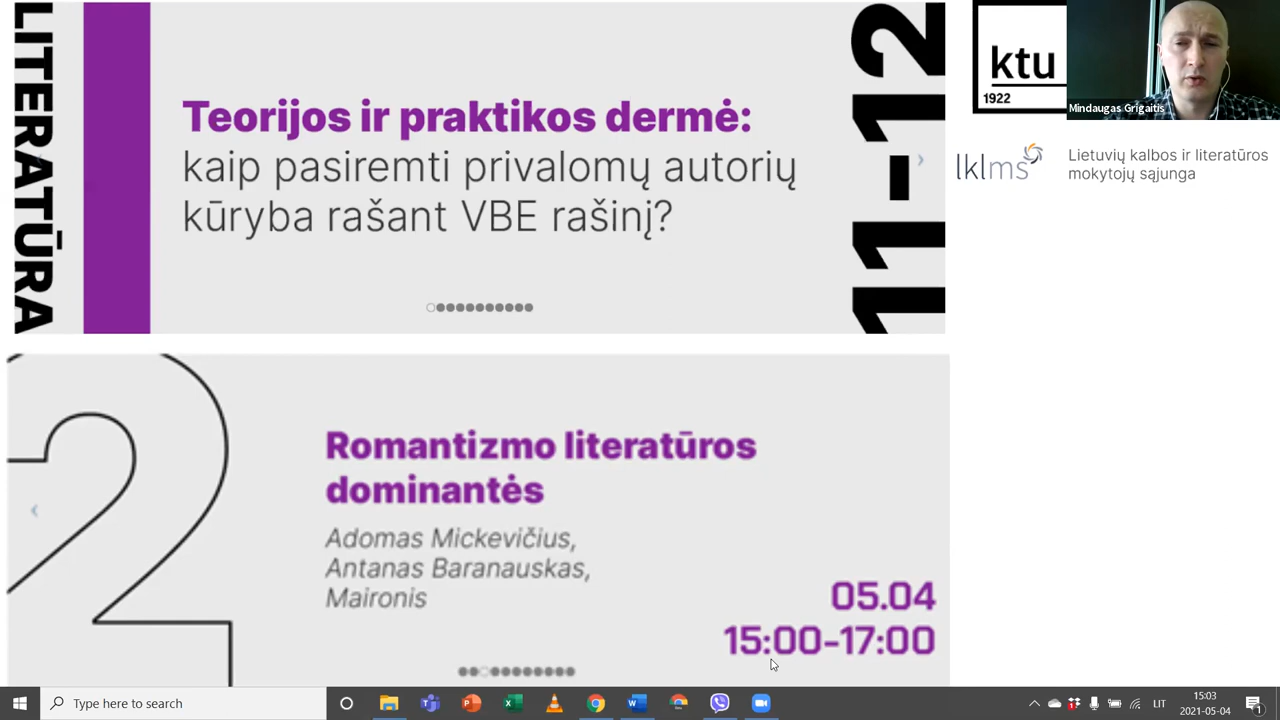 LITERATŪRA
Teorijos ir praktikos dermė:
kaip pasiremti privalomų autorių
kūryba rašant VBE rašinį?
11-12
ktu
1922
Mindaugas Grigaitis
lklms
Lietuvių kalbos ir literatūros
mokytojų sąjunga
2
Romantizmo literatūros
dominantės
Adomas Mickevičius,
Antanas Baranauskas,
Maironis
05.04
15:00-17:00
Type here to search
LIT
15:03
2021-05-04
1